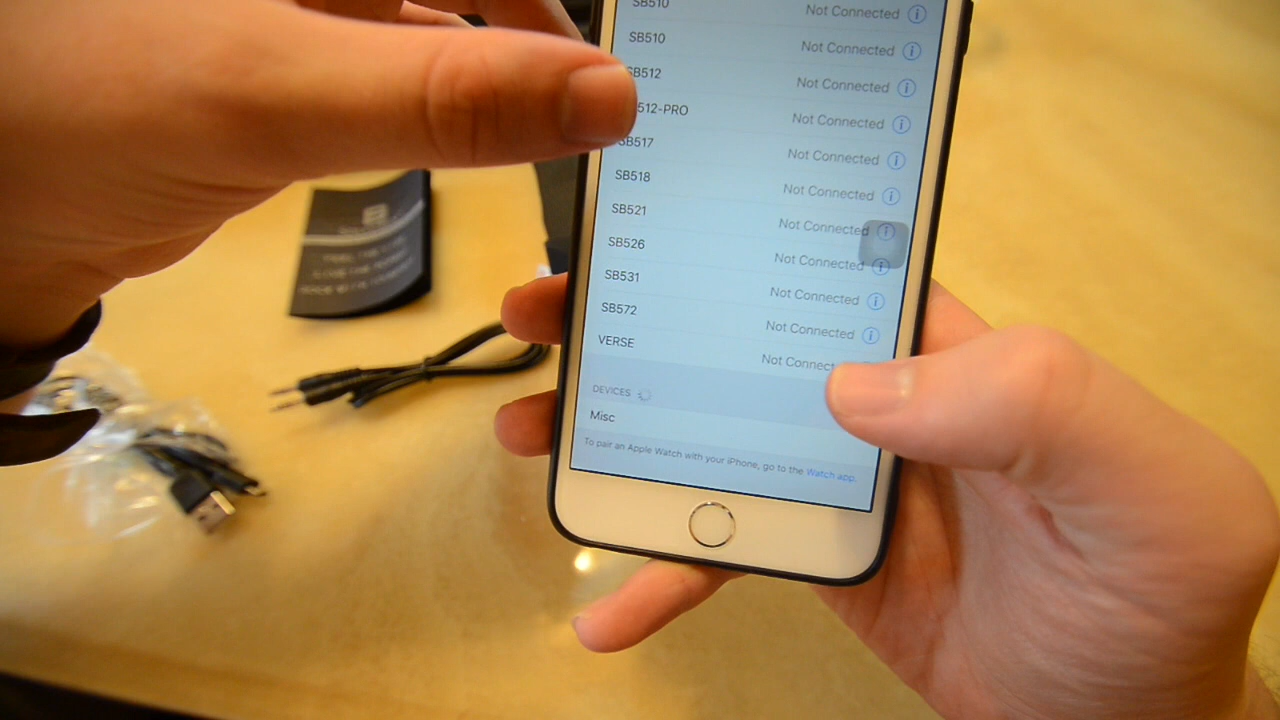 SB510 Not Connected
SB510 Not Connected
SB512 Not Connected
512-PRO Not Connected
SB517 Not Connected
SB518 Not Connected
SB521 Not Connected
SB526 Not Connected
SB531 Not Connected
SB572 Not Connected
VERSE Not Connect
DEVICES
Misc
To pair an Apple Watch with your iPhone, go to the Watch app.